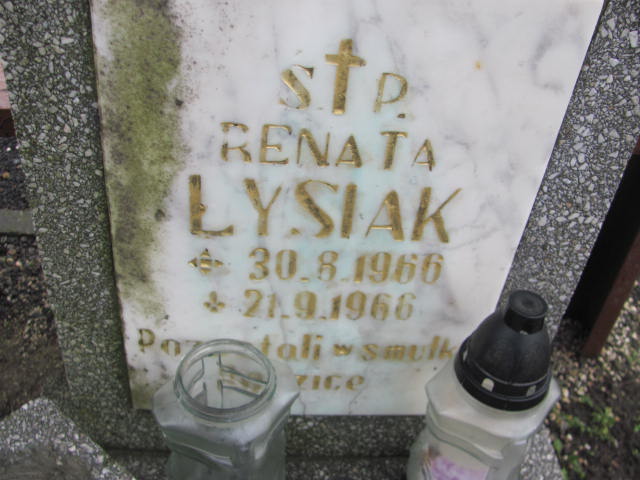 S. † P.
RENATA
ŁYSIAK
30.8.1966
21.9.1966
w